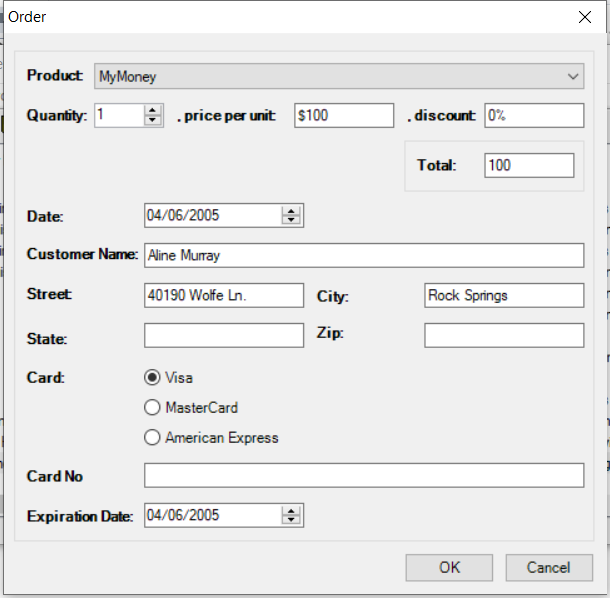 Order
Product: MyMoney
Quantity: 1 , price per unit: $100 , discount: 0%
Total: 100
Date: 04/06/2005
Customer Name: Aline Murray
Street: 40190 Wolfe Ln. City: Rock Springs
State: Zip:
Card: Visa
MasterCard
American Express
Card No
Expiration Date: 04/06/2005
OK Cancel